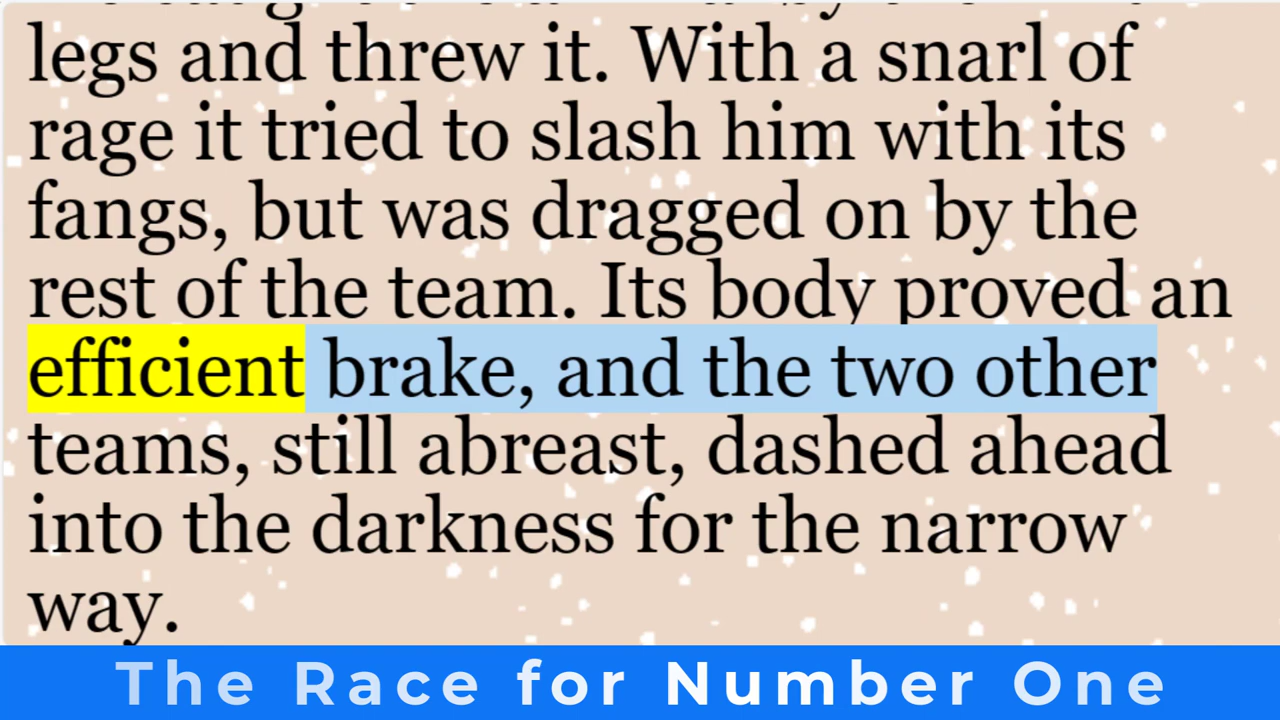 legs and threw it. With a snarl of
rage it tried to slash him with its
fangs, but was dragged on by the
rest of the team. Its body proved an
efficient brake, and the two other
teams, still abreast, dashed ahead
into the darkness for the narrow
way.
The Race for Number One